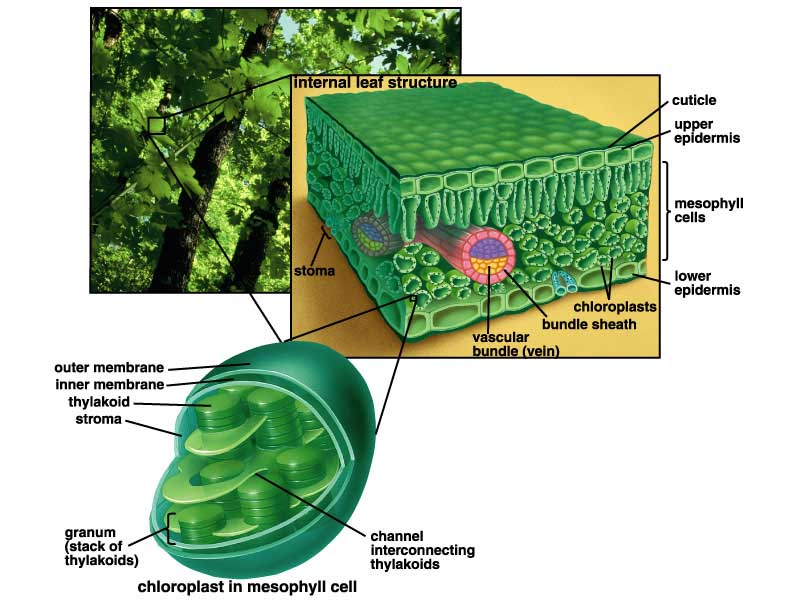 internal leaf structure
cuticle
upper
epidermis
mesophyll
cells
stoma
lower
epidermis
chloroplasts
bundle sheath
vascular
bundle (vein)
outer membrane
inner membrane
thylakoid
stroma
granum
(stack of
thylakoids)
channel
interconnecting
thylakoids
chloroplast in mesophyll cell